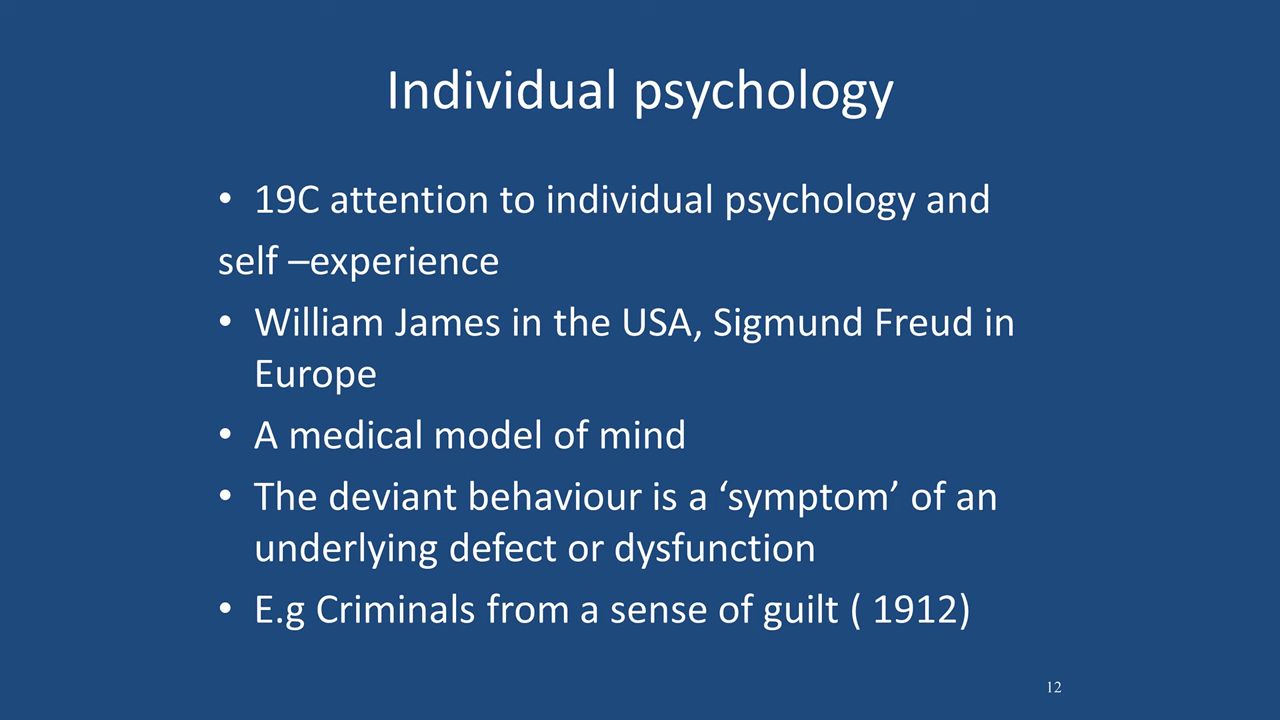 Individual psychology
• 19C attention to individual psychology and
self –experience
• William James in the USA, Sigmund Freud in
Europe
• A medical model of mind
• The deviant behaviour is a ‘symptom’ of an
underlying defect or dysfunction
• E.g Criminals from a sense of guilt ( 1912)
12